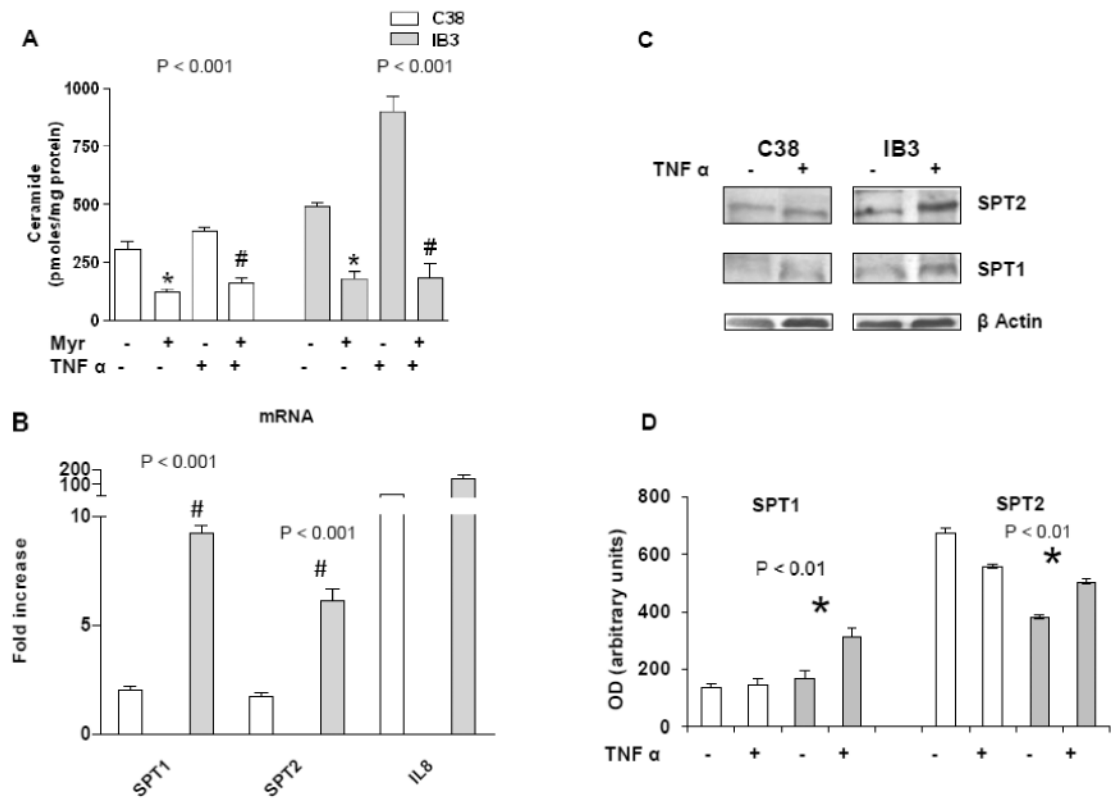 A
C38
IB3
P < 0.001
P < 0.001
1000
750
500
250
0
Ceramide
(pmoles/mg protein)
*
#
*
#
Myr - + - + - + - +
TNF α - - + + - - + +
B
mRNA
P < 0.001
P < 0.001
200
100
10
5
0
Fold increase
#
#
SPT1
SPT2
IL8
C
C38 IB3
TNF α - + - +
SPT2
SPT1
β Actin
D
SPT1 SPT2
P < 0.01
P < 0.01
*
*
800
600
400
200
0
OD (arbitrary units)
TNF α - + - + - + - +